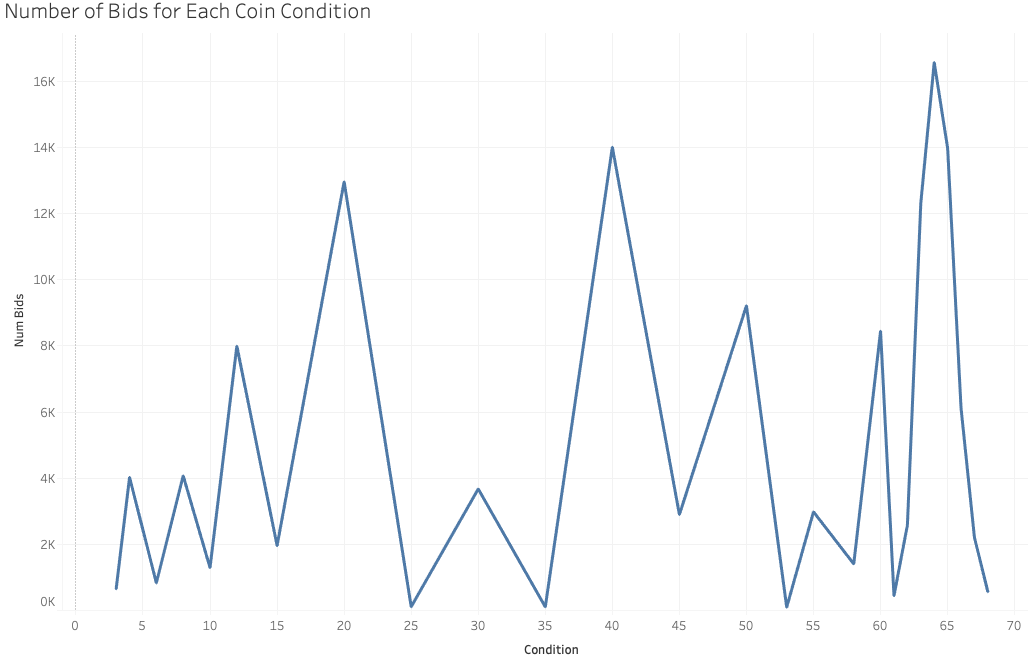 Number of Bids for Each Coin Condition
16K
14K
12K
10K
8K
6K
4K
2K
0K
Num Bids
0 5 10 15 20 25 30 35 40 45 50 55 60 65 70
Condition